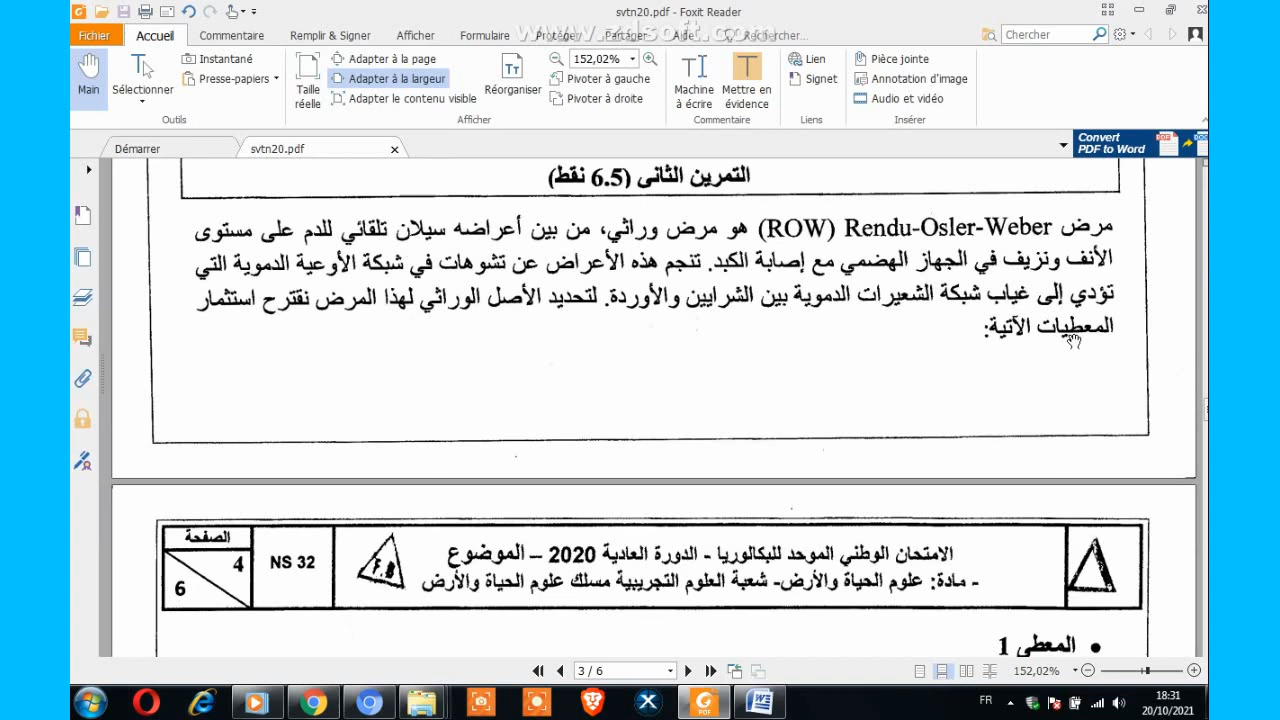 svtn20.pdf - Foxit Reader
www.zdsoft.com
Fichier Accueil Commentaire Remplir & Signer Afficher Formulaire Protéger Partager Aide Rechercher... Chercher
Main
Sélectionner
Instantané
Presse-papiers
Outils
Taille réelle
Adapter à la page
Adapter à la largeur
Adapter le contenu visible
Réorganiser
152,02%
Pivoter à gauche
Pivoter à droite
Afficher
Machine à écrire
Mettre en évidence
Commentaire
Lien
Signet
Liens
Pièce jointe
Annotation d'image
Audio et vidéo
Insérer
Démarrer
svtn20.pdf
Convert
PDF to Word
التمرين الثاني (6.5 نقط)
مرض Rendu-Osler-Weber (ROW) هو مرض وراثي، من بين أعراضه سيلان تلقائي للدم على مستوى
الأنف ونزيف في الجهاز الهضمي مع إصابة الكبد. تنجم هذه الأعراض عن تشوهات في شبكة الأوعية الدموية التي
تؤدي إلى غياب شبكة الشعيرات الدموية بين الشرايين والأوردة. لتحديد الأصل الوراثي لهذا المرض نقترح استثمار
المعطيات الآتية:
الصفحة
4
6
NS 32
الامتحان الوطني الموحد للبكالوريا - الدورة العادية 2020 – الموضوع
- مادة: علوم الحياة والأرض- شعبة العلوم التجريبية مسلك علوم الحياة والأرض
• المعطى 1
3 / 6
152,02%
FR
18:31
20/10/2021